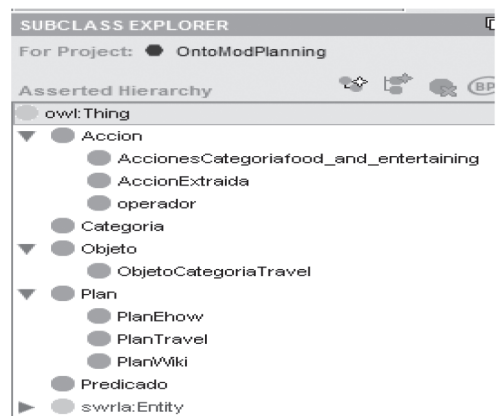 SUBCLASS EXPLORER
For Project: OntoModPlanning
Asserted Hierarchy
BP
owl:Thing
Accion
AccionesCategoriafood_and_entertaining
AccionExtraida
operador
Categoria
Objeto
ObjetoCategoriaTravel
Plan
PlanEhow
PlanTravel
PlanWiki
Predicado
swrla:Entity